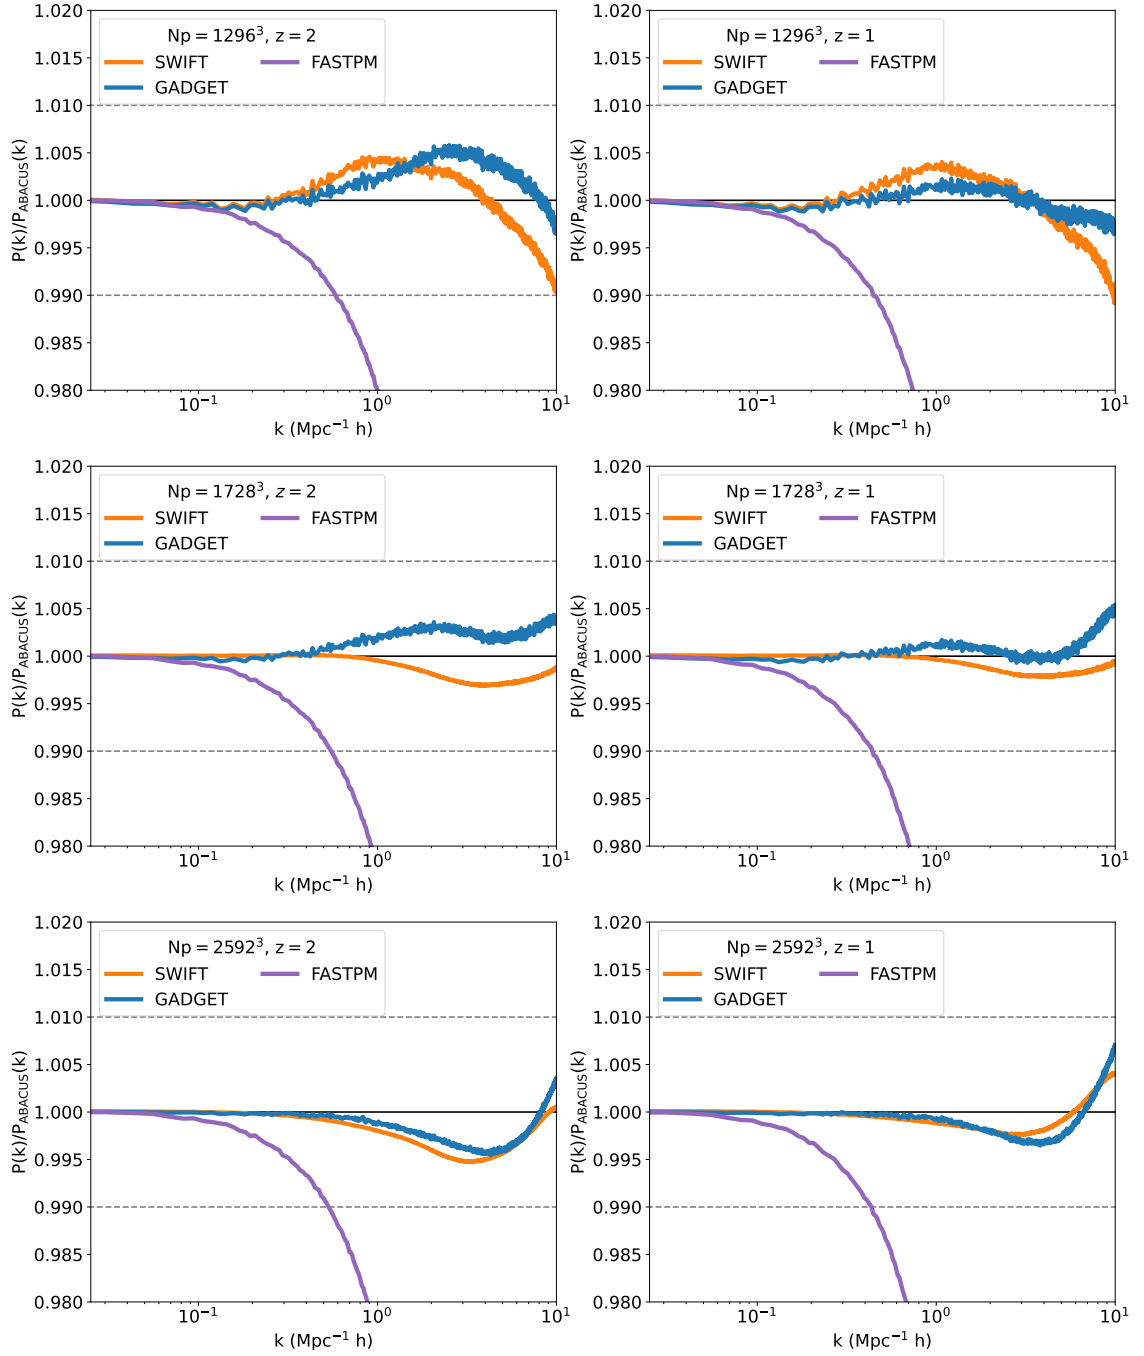 Np = 1296³, z = 2
SWIFT
FASTPM
GADGET
1.020
1.015
1.010
1.005
1.000
0.995
0.990
0.985
0.980
P(k)/P_ABACUS(k)
10⁻¹
10⁰
10¹
k (Mpc⁻¹ h)
Np = 1296³, z = 1
SWIFT
FASTPM
GADGET
1.020
1.015
1.010
1.005
1.000
0.995
0.990
0.985
0.980
P(k)/P_ABACUS(k)
10⁻¹
10⁰
10¹
k (Mpc⁻¹ h)
Np = 1728³, z = 2
SWIFT
FASTPM
GADGET
1.020
1.015
1.010
1.005
1.000
0.995
0.990
0.985
0.980
P(k)/P_ABACUS(k)
10⁻¹
10⁰
10¹
k (Mpc⁻¹ h)
Np = 1728³, z = 1
SWIFT
FASTPM
GADGET
1.020
1.015
1.010
1.005
1.000
0.995
0.990
0.985
0.980
P(k)/P_ABACUS(k)
10⁻¹
10⁰
10¹
k (Mpc⁻¹ h)
Np = 2592³, z = 2
SWIFT
FASTPM
GADGET
1.020
1.015
1.010
1.005
1.000
0.995
0.990
0.985
0.980
P(k)/P_ABACUS(k)
10⁻¹
10⁰
10¹
k (Mpc⁻¹ h)
Np = 2592³, z = 1
SWIFT
FASTPM
GADGET
1.020
1.015
1.010
1.005
1.000
0.995
0.990
0.985
0.980
P(k)/P_ABACUS(k)
10⁻¹
10⁰
10¹
k (Mpc⁻¹ h)